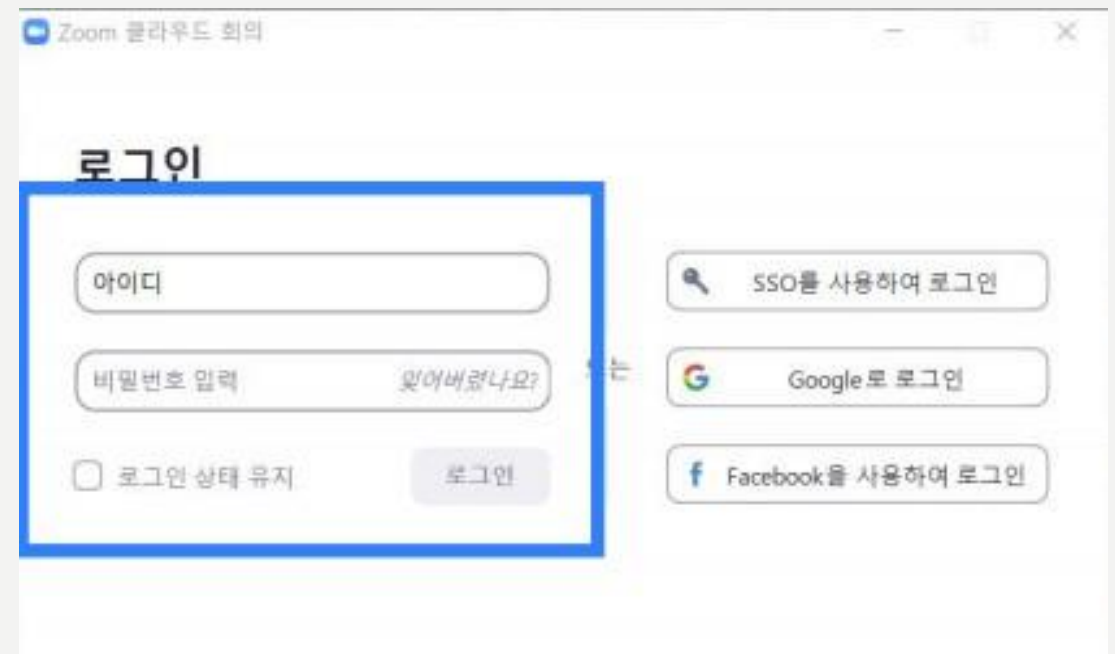 Zoom 클라우드 회의
로그인
아이디
비밀번호 입력 잊어버렸나요?
로그인 상태 유지 로그인
SSO를 사용하여 로그인
Google로 로그인
Facebook을 사용하여 로그인